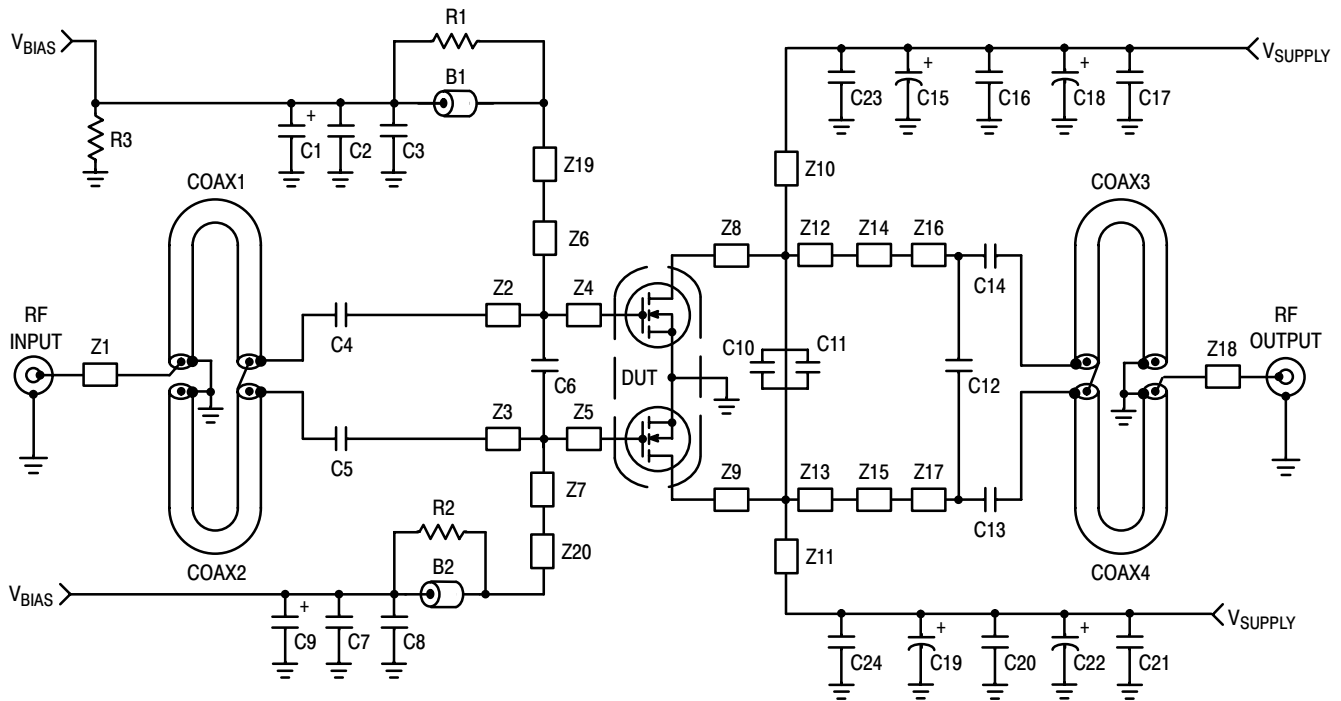 R1
VBIAS
B1
VSUPPLY
C23
C15
+
C16
C18
+
C17
R3
C1
+
C2
C3
Z19
Z10
COAX1
COAX3
Z6
Z8
Z12
Z14
Z16
C14
RF
INPUT
Z1
C4
Z2
Z4
RF
OUTPUT
Z18
C10
C11
C6
DUT
C12
C5
Z3
Z5
Z7
Z9
Z13
Z15
Z17
C13
R2
Z20
Z11
COAX2
B2
COAX4
VBIAS
C9
+
C7
C8
VSUPPLY
C24
C19
+
C20
C22
+
C21